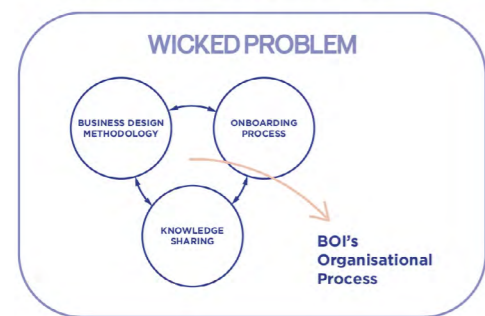 WICKED PROBLEM
BUSINESS DESIGN
METHODOLOGY
ONBOARDING
PROCESS
KNOWLEDGE
SHARING
BOI's
Organisational
Process